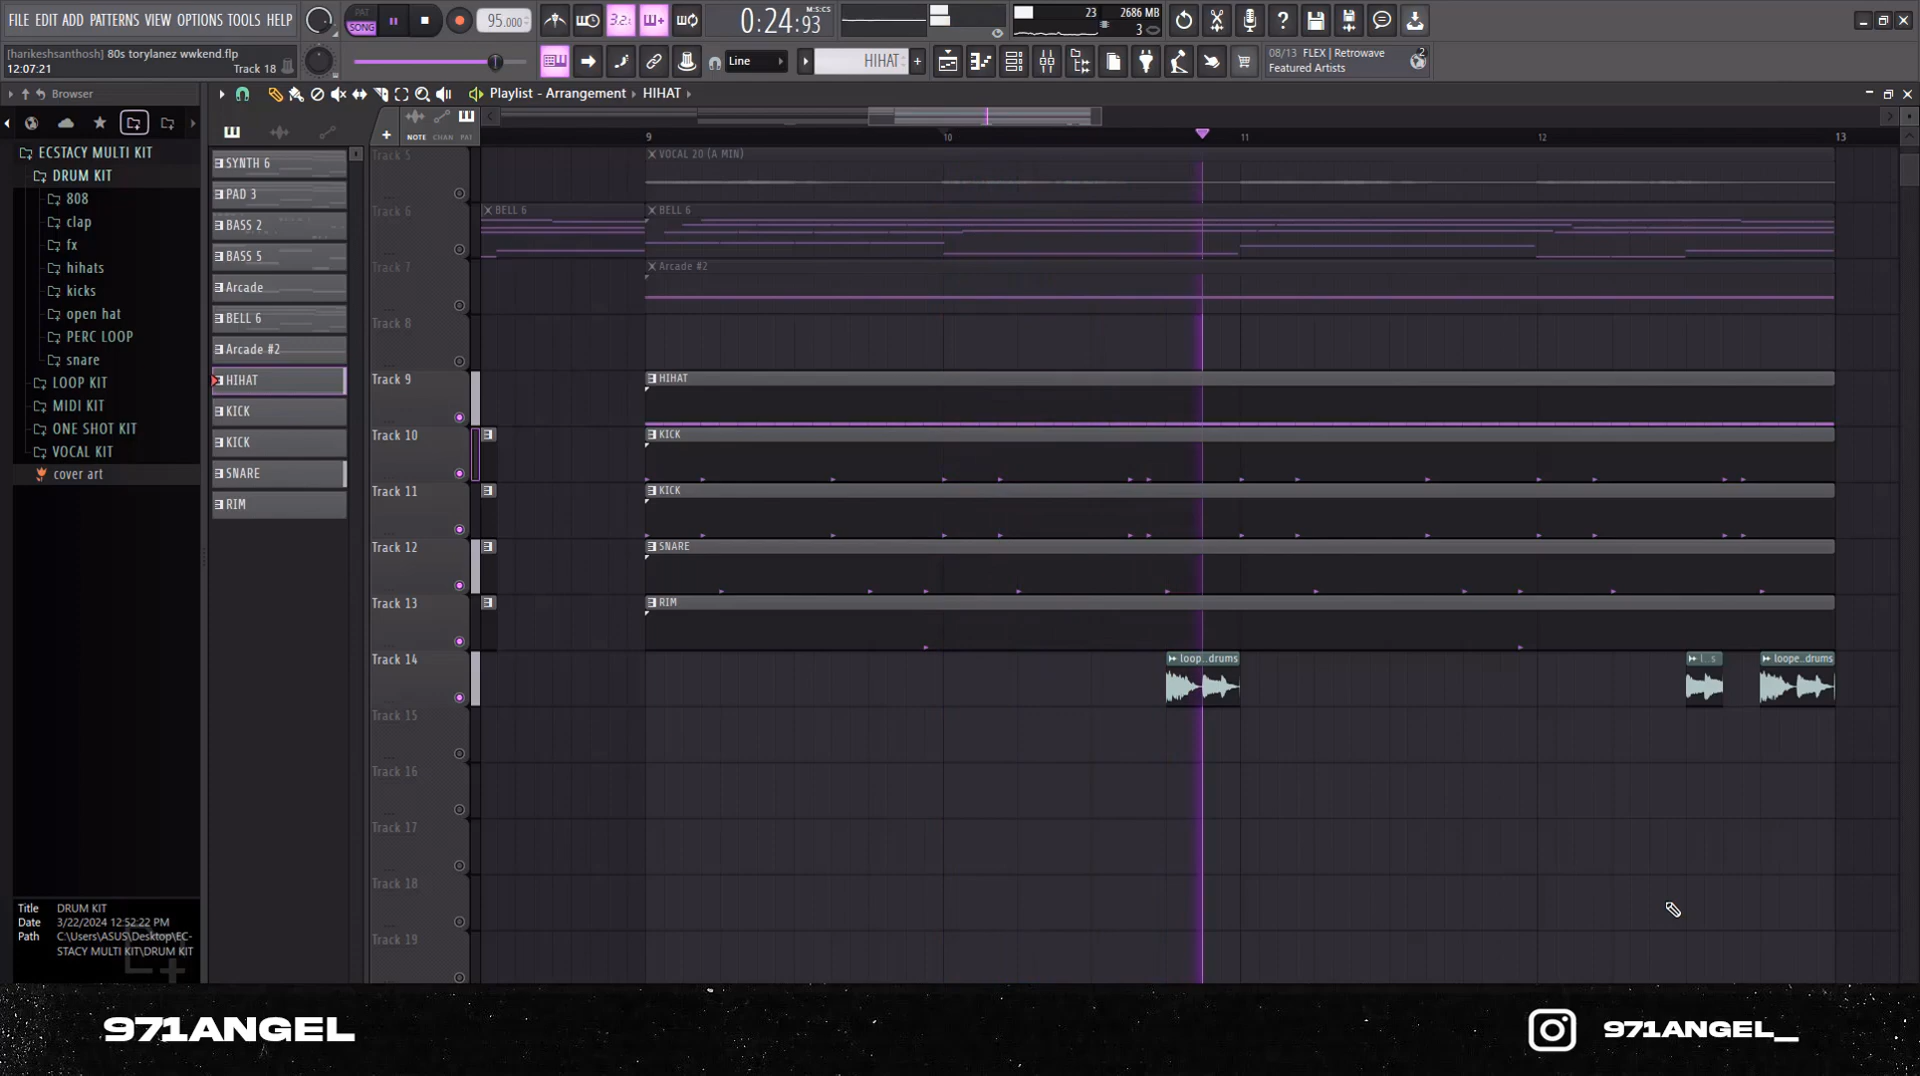 FILE EDIT ADD PATTERNS VIEW OPTIONS TOOLS HELP
PAT
SONG
95.000
3.2.
0:24:93
M:S:CS
23
2686 MB
3
[harikeshsanthosh] 80s torylanez wwkend.flp
12:07:21
Track 18
Line
HIHAT
08/13 FLEX | Retrowave
Featured Artists
2
Browser
Playlist - Arrangement › HIHAT ›
NOTE CHAN PAT
9
10
11
12
13
ECSTACY MULTI KIT
DRUM KIT
808
clap
fx
hihats
kicks
open hat
PERC LOOP
snare
LOOP KIT
MIDI KIT
ONE SHOT KIT
VOCAL KIT
cover art
SYNTH 6
PAD 3
BASS 2
BASS 5
Arcade
BELL 6
Arcade #2
HIHAT
KICK
KICK
SNARE
RIM
Track 5
VOCAL 20 (A MIN)
Track 6
BELL 6
BELL 6
Track 7
Arcade #2
Track 8
Track 9
HIHAT
Track 10
KICK
Track 11
KICK
Track 12
SNARE
Track 13
RIM
Track 14
loop..drums
l...s
loope..drums
Track 15
Track 16
Track 17
Track 18
Track 19
Title DRUM KIT
Date 3/22/2024 12:52:22 PM
Path C:\Users\ASUS\Desktop\EC-
STACY MULTI KIT\DRUM KIT
971ANGEL
971ANGEL_